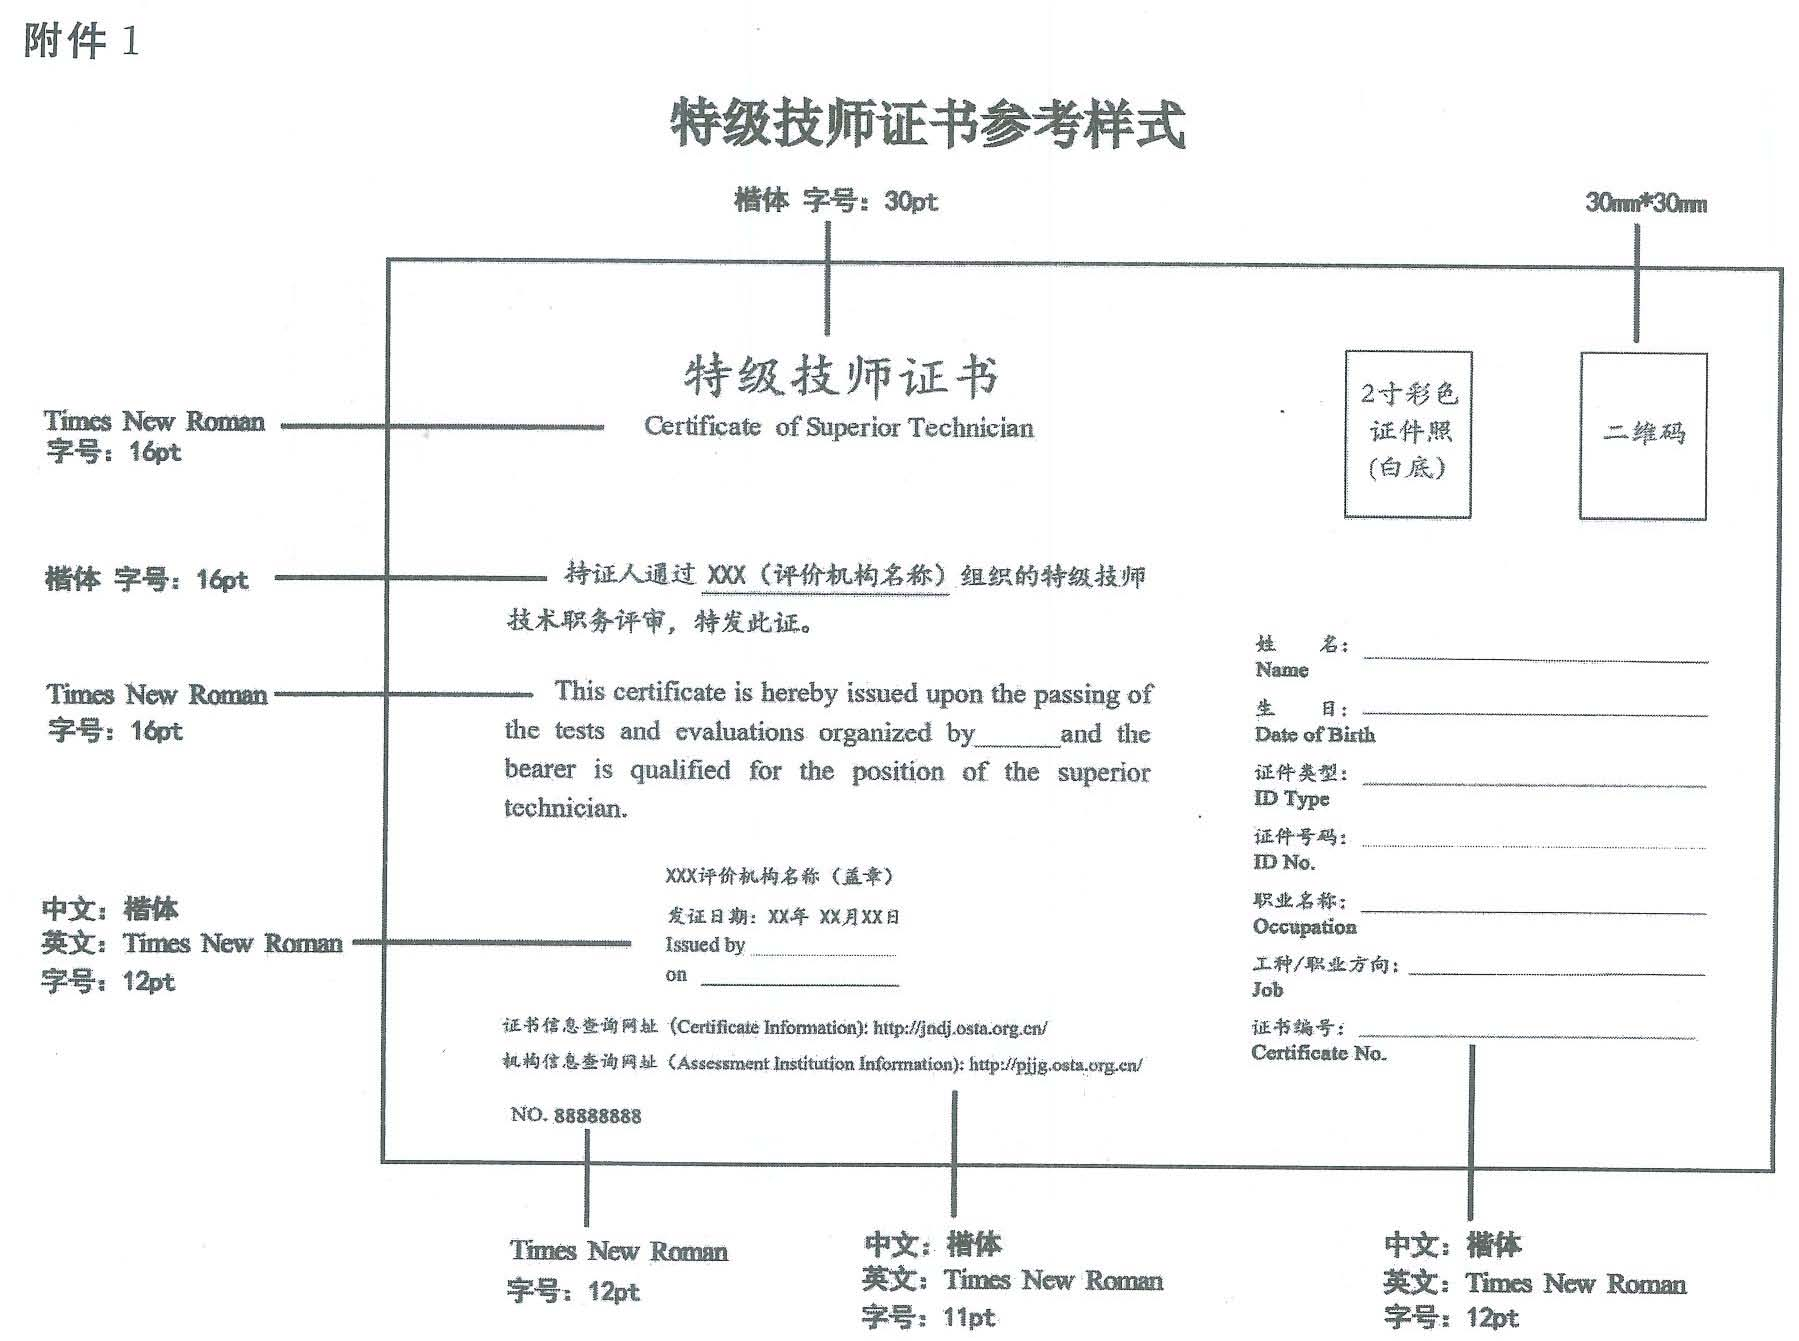 附件 1
特级技师证书参考样式
楷体 字号：30pt
30mm*30mm
特级技师证书
Certificate of Superior Technician
2寸彩色
证件照
(白底)
二维码
Times New Roman
字号：16pt
楷体 字号：16pt
持证人通过 XXX（评价机构名称）组织的特级技师
技术职务评审，特发此证。
Times New Roman
字号：16pt
This certificate is hereby issued upon the passing of
the tests and evaluations organized by______and the
bearer is qualified for the position of the superior
technician.
中文：楷体
英文：Times New Roman
字号：12pt
XXX评价机构名称（盖章）
发证日期：XX年 XX月XX日
Issued by
on
证书信息查询网址（Certificate Information): http://jndj.osta.org.cn/
机构信息查询网址（Assessment Institution Information): http://pjjg.osta.org.cn/
NO. 88888888
姓 名：
Name
生 日：
Date of Birth
证件类型：
ID Type
证件号码：
ID No.
职业名称：
Occupation
工种/职业方向：
Job
证书编号：
Certificate No.
Times New Roman
字号：12pt
中文：楷体
英文：Times New Roman
字号：11pt
中文：楷体
英文：Times New Roman
字号：12pt